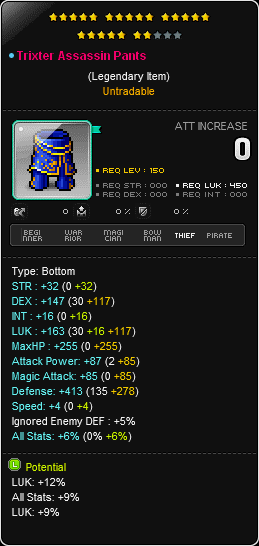 Trixter Assassin Pants
(Legendary Item)
Untradable
ATT INCREASE
0
REQ LEV : 150
REQ STR : 000 REQ LUK : 450
REQ DEX : 000 REQ INT : 000
0 0 % 0 %
BEGINNER WARRIOR MAGICIAN BOWMAN THIEF PIRATE
Type: Bottom
STR : +32 (0 +32)
DEX : +147 (30 +117)
INT : +16 (0 +16)
LUK : +163 (30 +16 +117)
MaxHP : +255 (0 +255)
Attack Power: +87 (2 +85)
Magic Attack: +85 (0 +85)
Defense: +413 (135 +278)
Speed: +4 (0 +4)
Ignored Enemy DEF : +5%
All Stats: +6% (0% +6%)
L Potential
LUK: +12%
All Stats: +9%
LUK: +9%